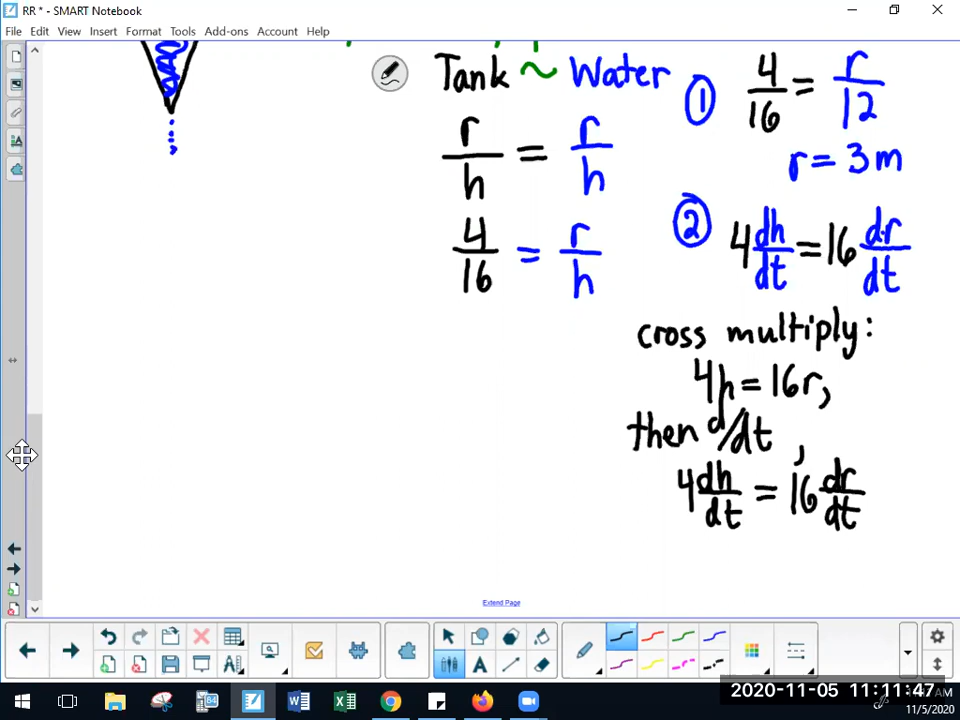 RR * - SMART Notebook
File Edit View Insert Format Tools Add-ons Account Help
Tank ~ Water
r/h = r/h
4/16 = r/h
① 4/16 = r/12
r = 3 m
② 4 dh/dt = 16 dr/dt
cross multiply:
4h = 16r,
then d/dt,
4 dh/dt = 16 dr/dt
Extend Page
2020-11-05 11:11:47
11/5/2020